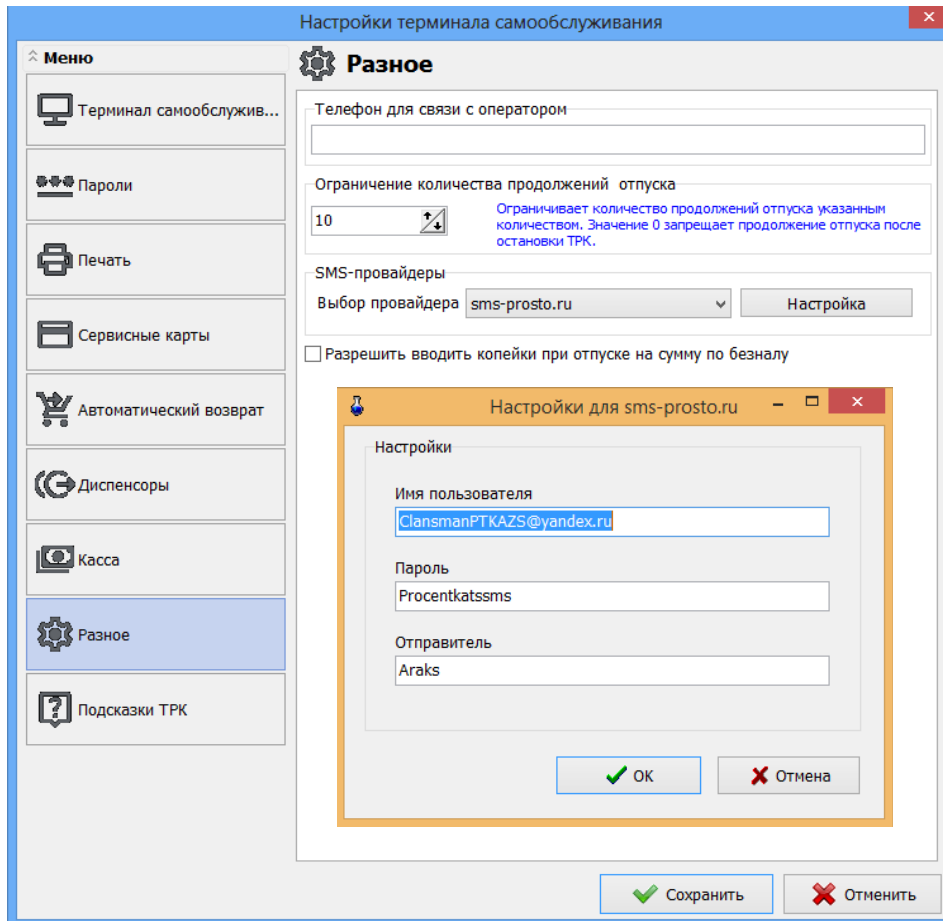 Настройки терминала самообслуживания
Меню
Терминал самообслужив...
Пароли
Печать
Сервисные карты
Автоматический возврат
Диспенсоры
Касса
Разное
Подсказки ТРК
Разное
Телефон для связи с оператором
Ограничение количества продолжений отпуска
10
Ограничивает количество продолжений отпуска указанным
количеством. Значение 0 запрещает продолжение отпуска после
остановки ТРК.
SMS-провайдеры
Выбор провайдера sms-prosto.ru Настройка
Разрешить вводить копейки при отпуске на сумму по безналу
Настройки для sms-prosto.ru
Настройки
Имя пользователя
ClansmanPTKAZS@yandex.ru
Пароль
Procentkatssms
Отправитель
Araks
OK Отмена
Сохранить Отменить